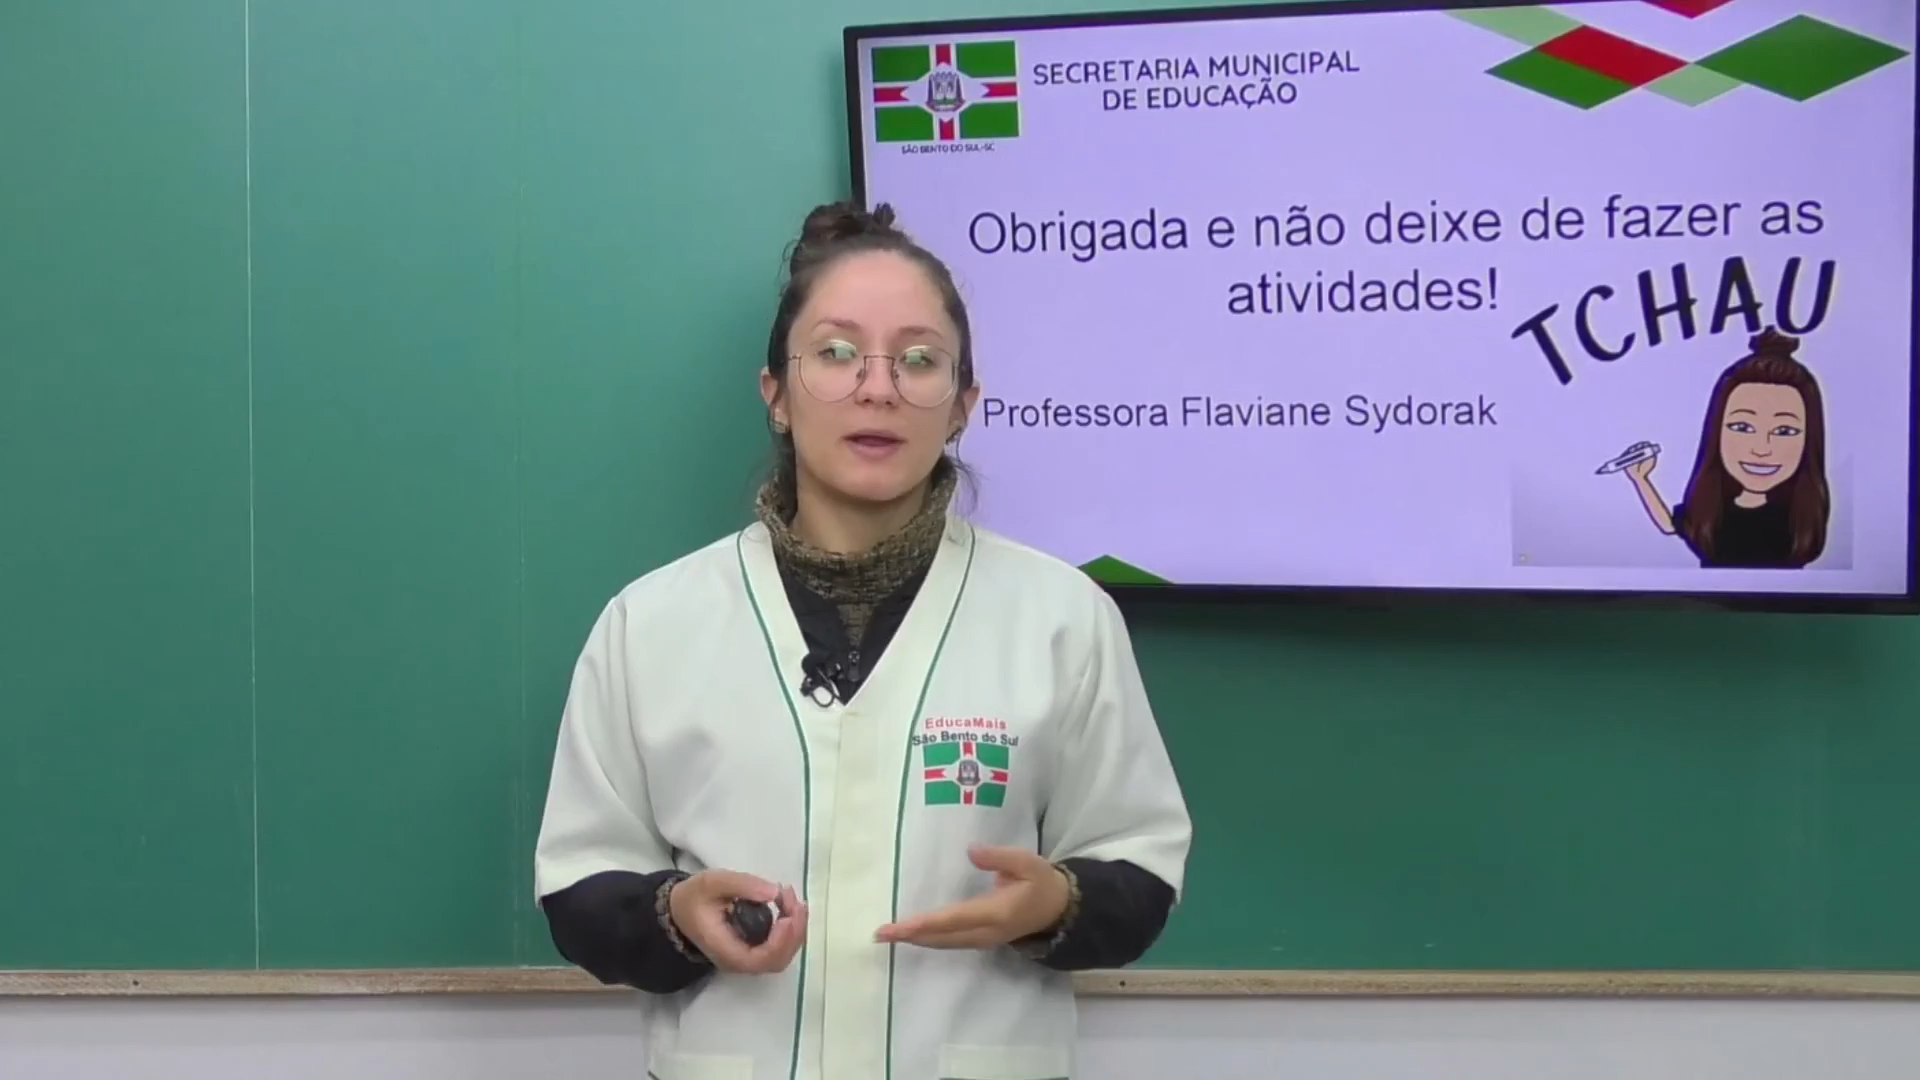 SECRETARIA MUNICIPAL
DE EDUCAÇÃO
SÃO BENTO DO SUL-SC
Obrigada e não deixe de fazer as
atividades!
TCHAU
Professora Flaviane Sydorak
EducaMais
São Bento do Sul